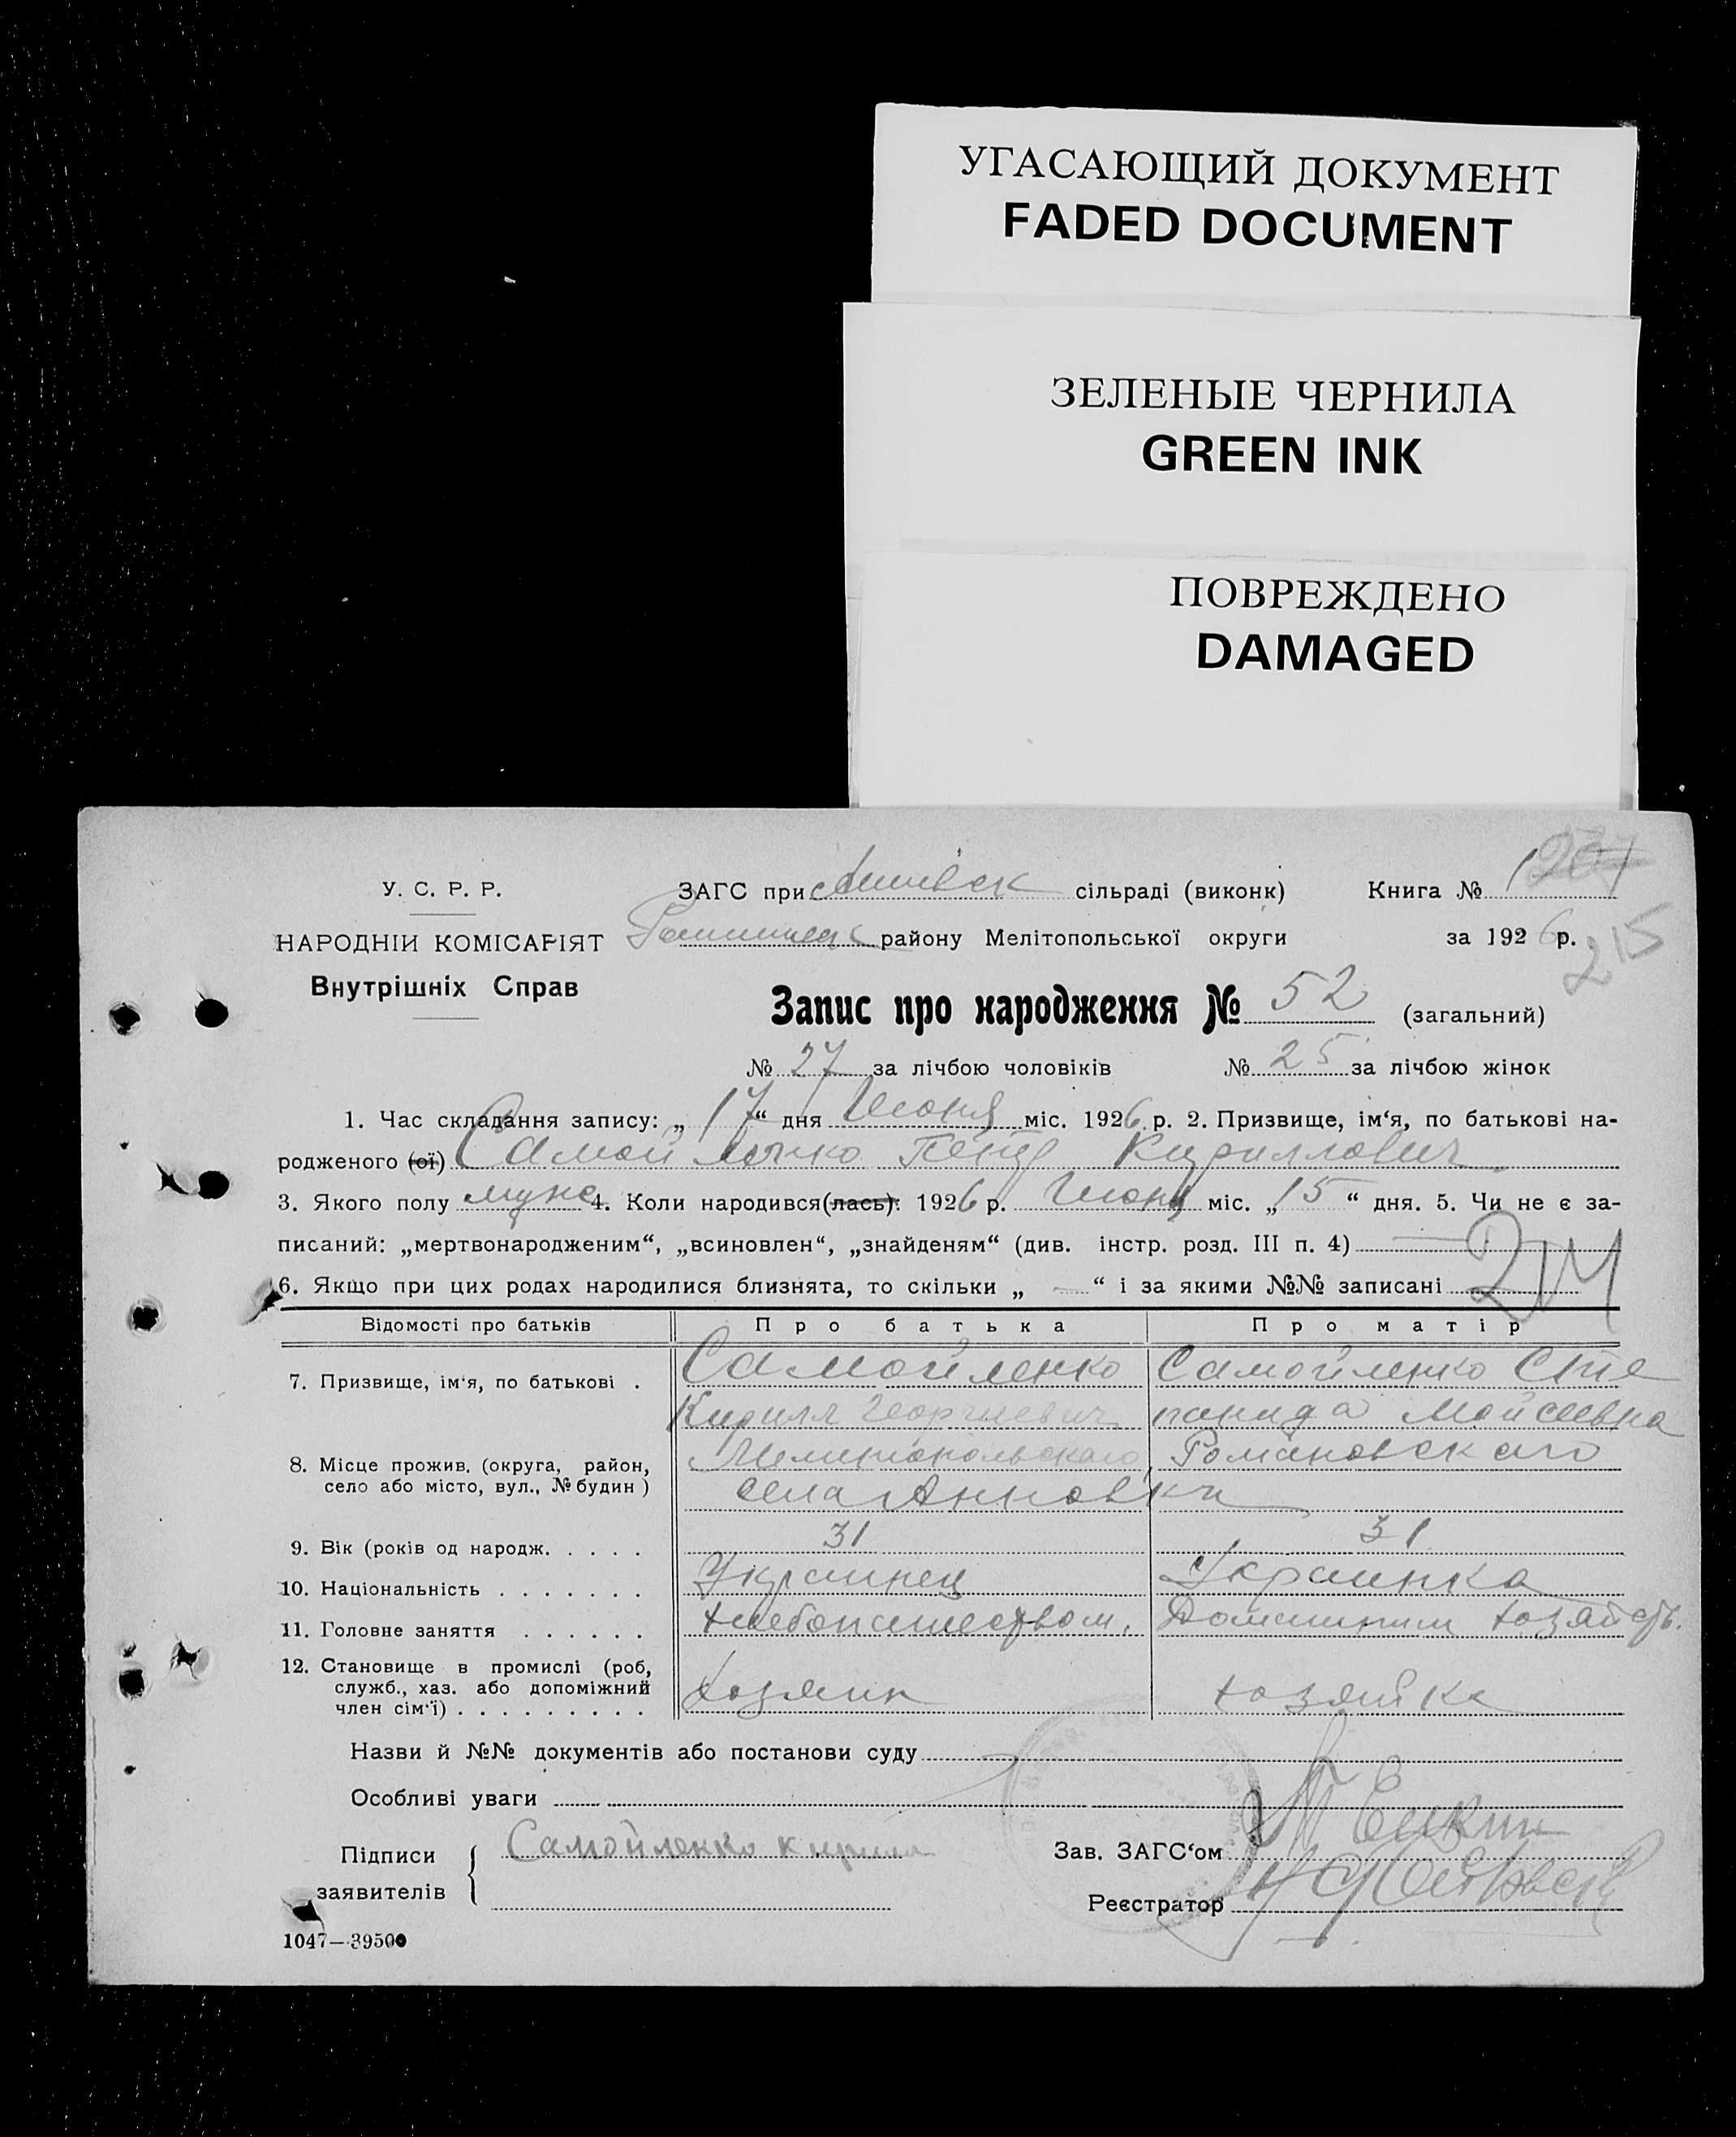 УГАСАЮЩИЙ ДОКУМЕНТ
FADED DOCUMENT
ЗЕЛЕНЫЕ ЧЕРНИЛА
GREEN INK
ПОВРЕЖДЕНО
DAMAGED
У. С. Р. Р.
ЗАГС при сільраді (виконк) Книга № 1
НАРОДНІЙ КОМІСАРІЯТ
району Мелітопольської округи за 1926 р.
215
Внутрішніх Справ
Запис про народження № 52 (загальний)
№ 27 за лічбою чоловіків № 25 за лічбою жінок
1. Час складання запису: „ 17 “ дня Июня міс. 1926 р. 2. Призвище, ім‘я, по батькові на-
родженого (ої) Самойленко Петр Кириллович
3. Якого полу муж 4. Коли народився(лась). 1926 р. Июня міс. „ 15 “ дня. 5. Чи не є за-
писаний: „мертвонародженим“, „всиновлен“, „знайденям“ (див. інстр. розд. III п. 4)
6. Якщо при цих родах народилися близнята, то скільки „ — “ і за якими №№ записані
Відомості про батьків Про батька Про матір
7. Призвище, ім‘я, по батькові . Самойленко Самойленко Сте
Кирилл Георгиевич панида Мойсеевна
8. Місце прожив. (округа, район, Мелитопольского, Романовского
село або місто, вул., № будин ) села Анновки
9. Вік (років од народж. . . . . 31 31
10. Національність . . . . . . . Украинец Украинка
11. Головне заняття . . . . . . хлебопашеством, Домашним хозяйств.
12. Становище в промислі (роб,
служб., хаз. або допоміжний
член сім‘ї) . . . . . . . . . хозяин хозяйка
Назви й №№ документів або постанови суду
Особливі уваги
Підписи Самойленко Кирилл Зав. ЗАГС‘ом
заявителів
Реєстратор
1047—39500